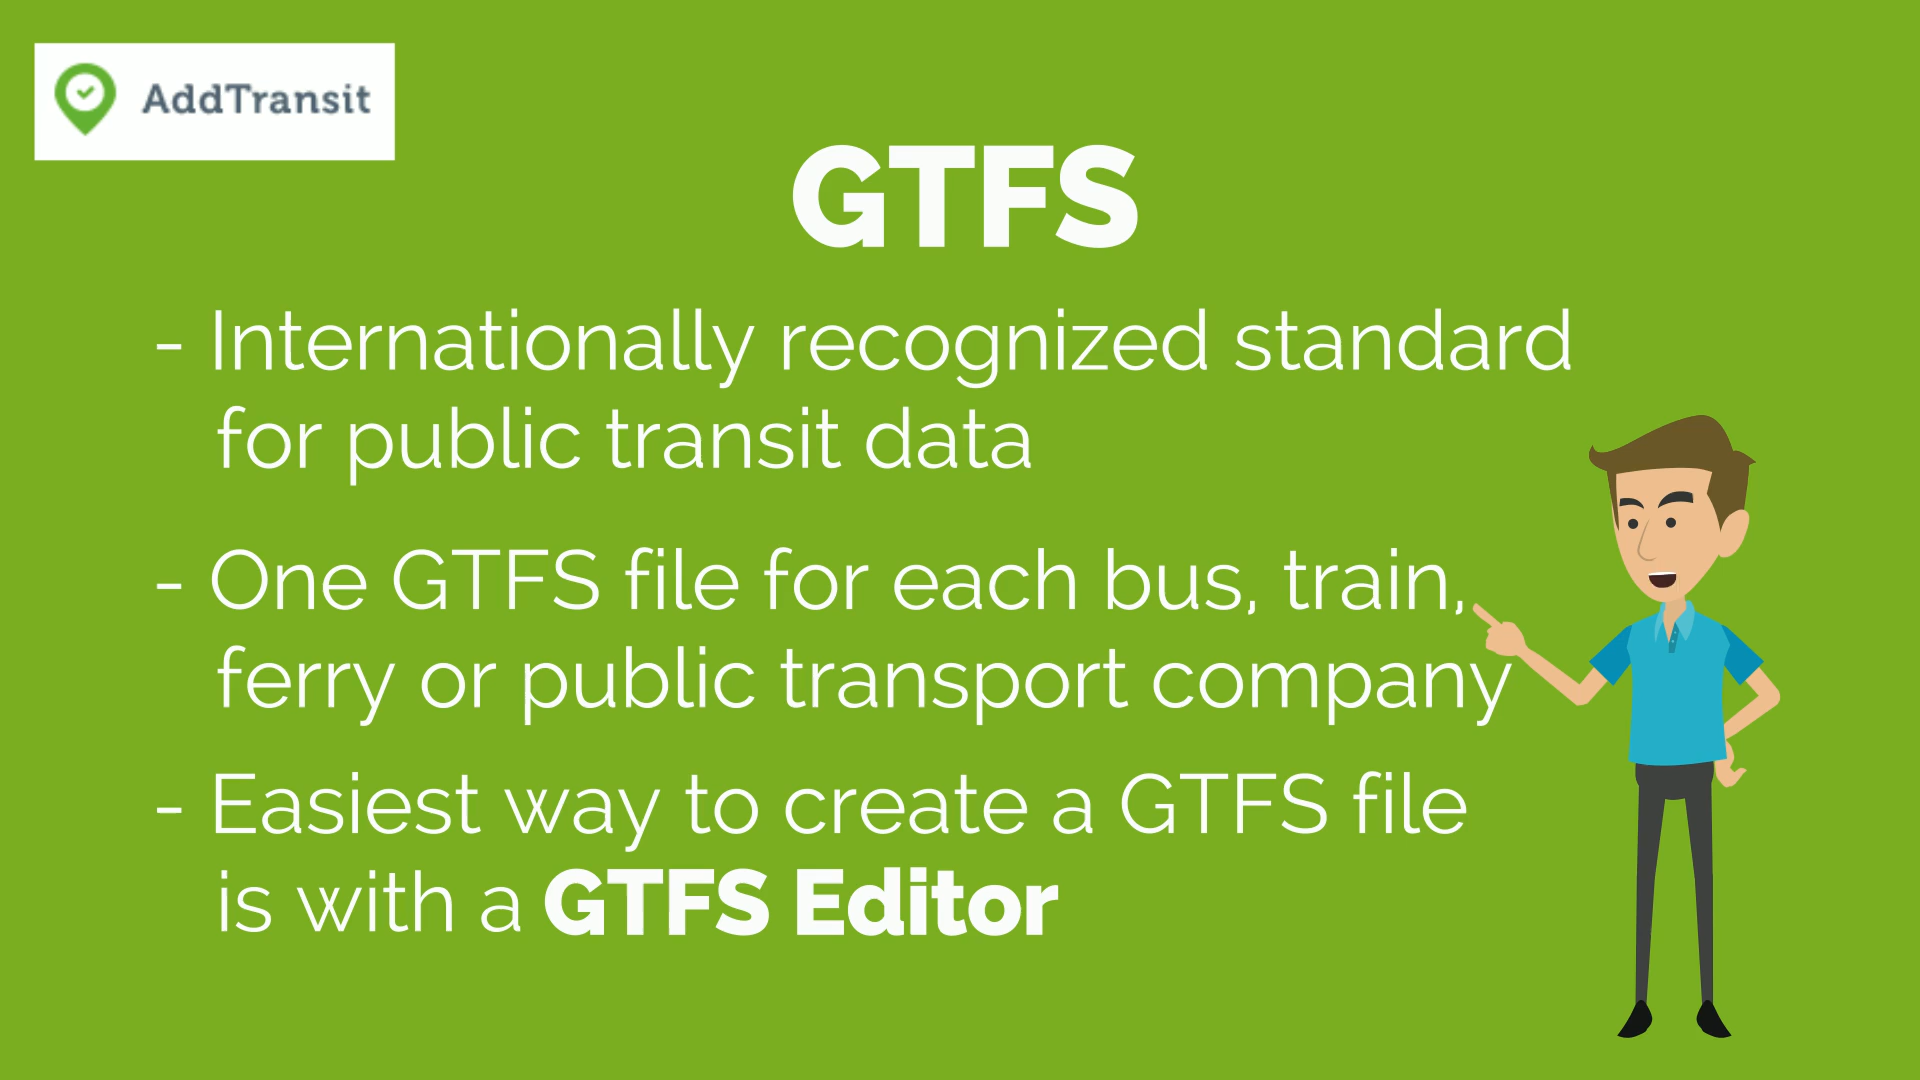 AddTransit
GTFS
- Internationally recognized standard
for public transit data
- One GTFS file for each bus, train,
ferry or public transport company
- Easiest way to create a GTFS file
is with a GTFS Editor